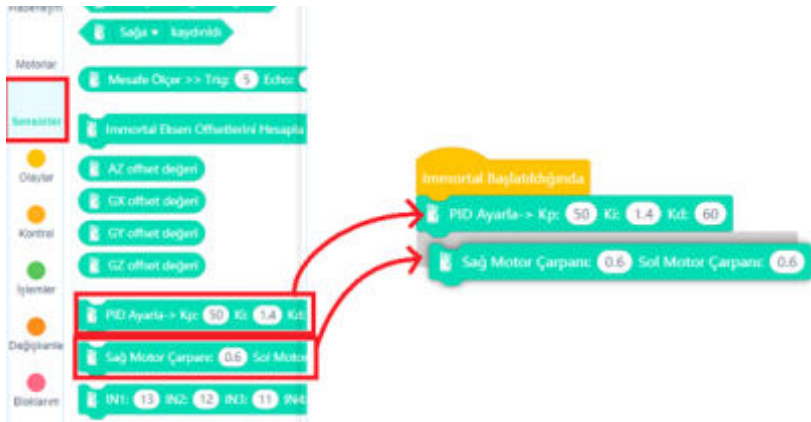 Haberleşm
Sağa kaydırıldı
Motorlar
Mesafe Ölçer >> Trig: 5 Echo:
Sensörler
Immortal Eksen Offsetlerini Hesapla
Olaylar
AZ offset değeri
GX offset değeri
Kontrol
GY offset değeri
GZ offset değeri
İşlemler
PID Ayarla-> Kp: 50 Ki: 1.4 Kd:
Değişkenle
Sağ Motor Çarpanı: 0.6 Sol Motor
Bloklarım
IN1: 13 IN2: 12 IN3: 11 IN4:
Immortal Başlatıldığında
PID Ayarla-> Kp: 50 Ki: 1.4 Kd: 60
Sağ Motor Çarpanı: 0.6 Sol Motor Çarpanı: 0.6